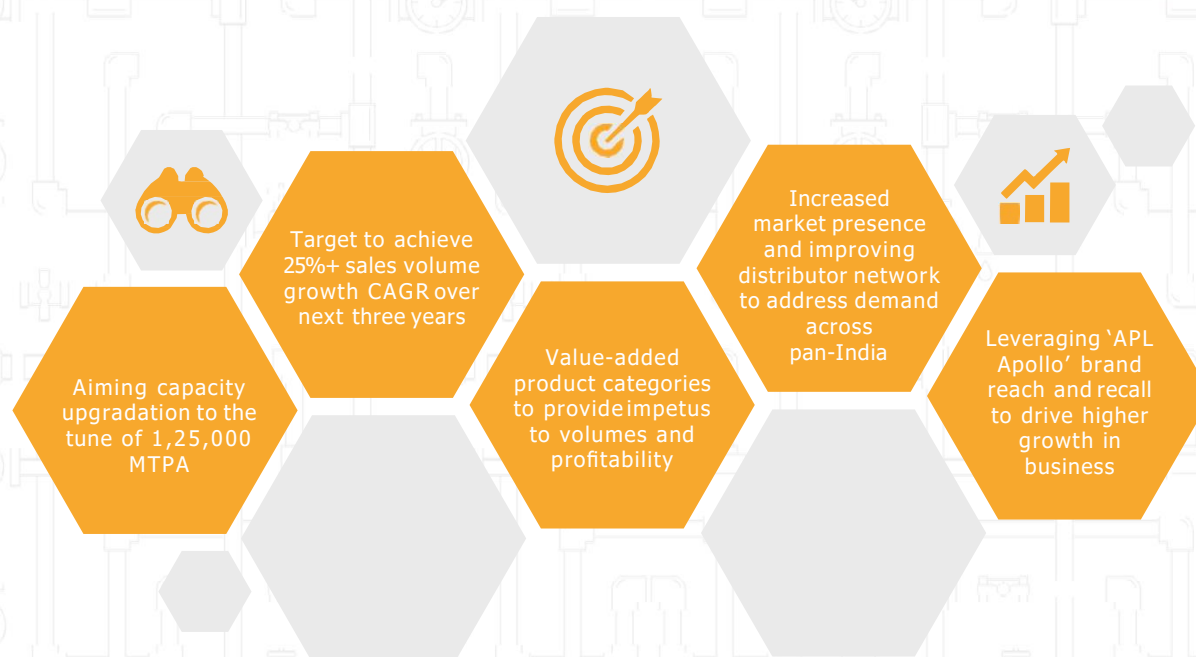 Aiming capacity
upgradation to the
tune of 1,25,000
MTPA
Target to achieve
25%+ sales volume
growth CAGR over
next three years
Value-added
product categories
to provide impetus
to volumes and
profitability
Increased
market presence
and improving
distributor network
to address demand
across
pan-India
Leveraging ‘APL
Apollo’ brand
reach and recall
to drive higher
growth in
business